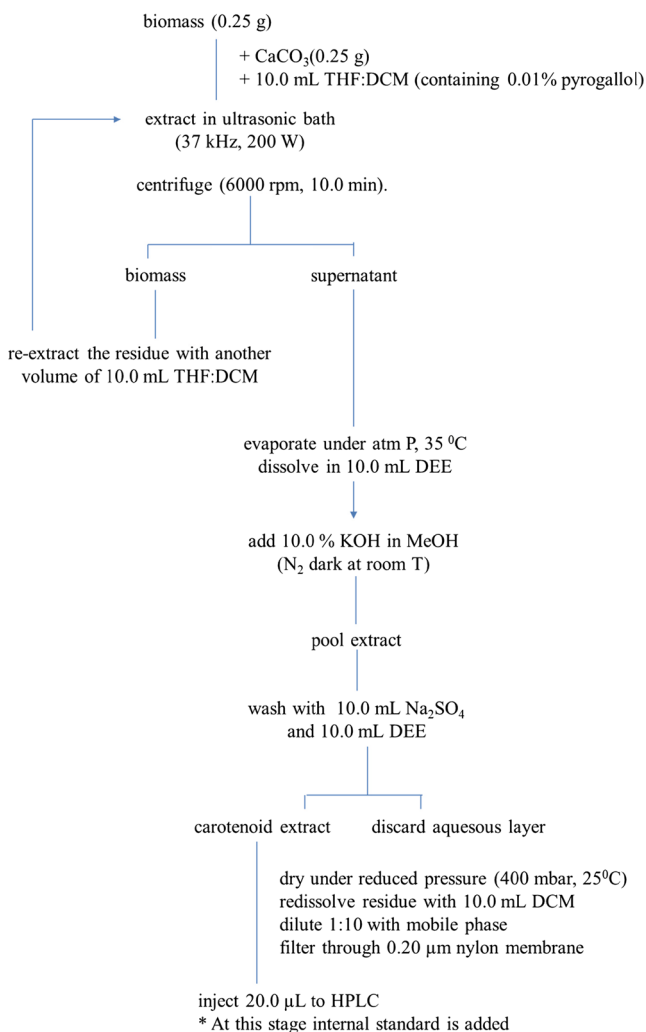 biomass (0.25 g)
+ CaCO₃(0.25 g)
+ 10.0 mL THF:DCM (containing 0.01% pyrogallol)
extract in ultrasonic bath
(37 kHz, 200 W)
centrifuge (6000 rpm, 10.0 min).
biomass
supernatant
re-extract the residue with another
volume of 10.0 mL THF:DCM
evaporate under atm P, 35 ⁰C
dissolve in 10.0 mL DEE
add 10.0 % KOH in MeOH
(N₂ dark at room T)
pool extract
wash with 10.0 mL Na₂SO₄
and 10.0 mL DEE
carotenoid extract
discard aquesous layer
dry under reduced pressure (400 mbar, 25⁰C)
redissolve residue with 10.0 mL DCM
dilute 1:10 with mobile phase
filter through 0.20 µm nylon membrane
inject 20.0 µL to HPLC
* At this stage internal standard is added